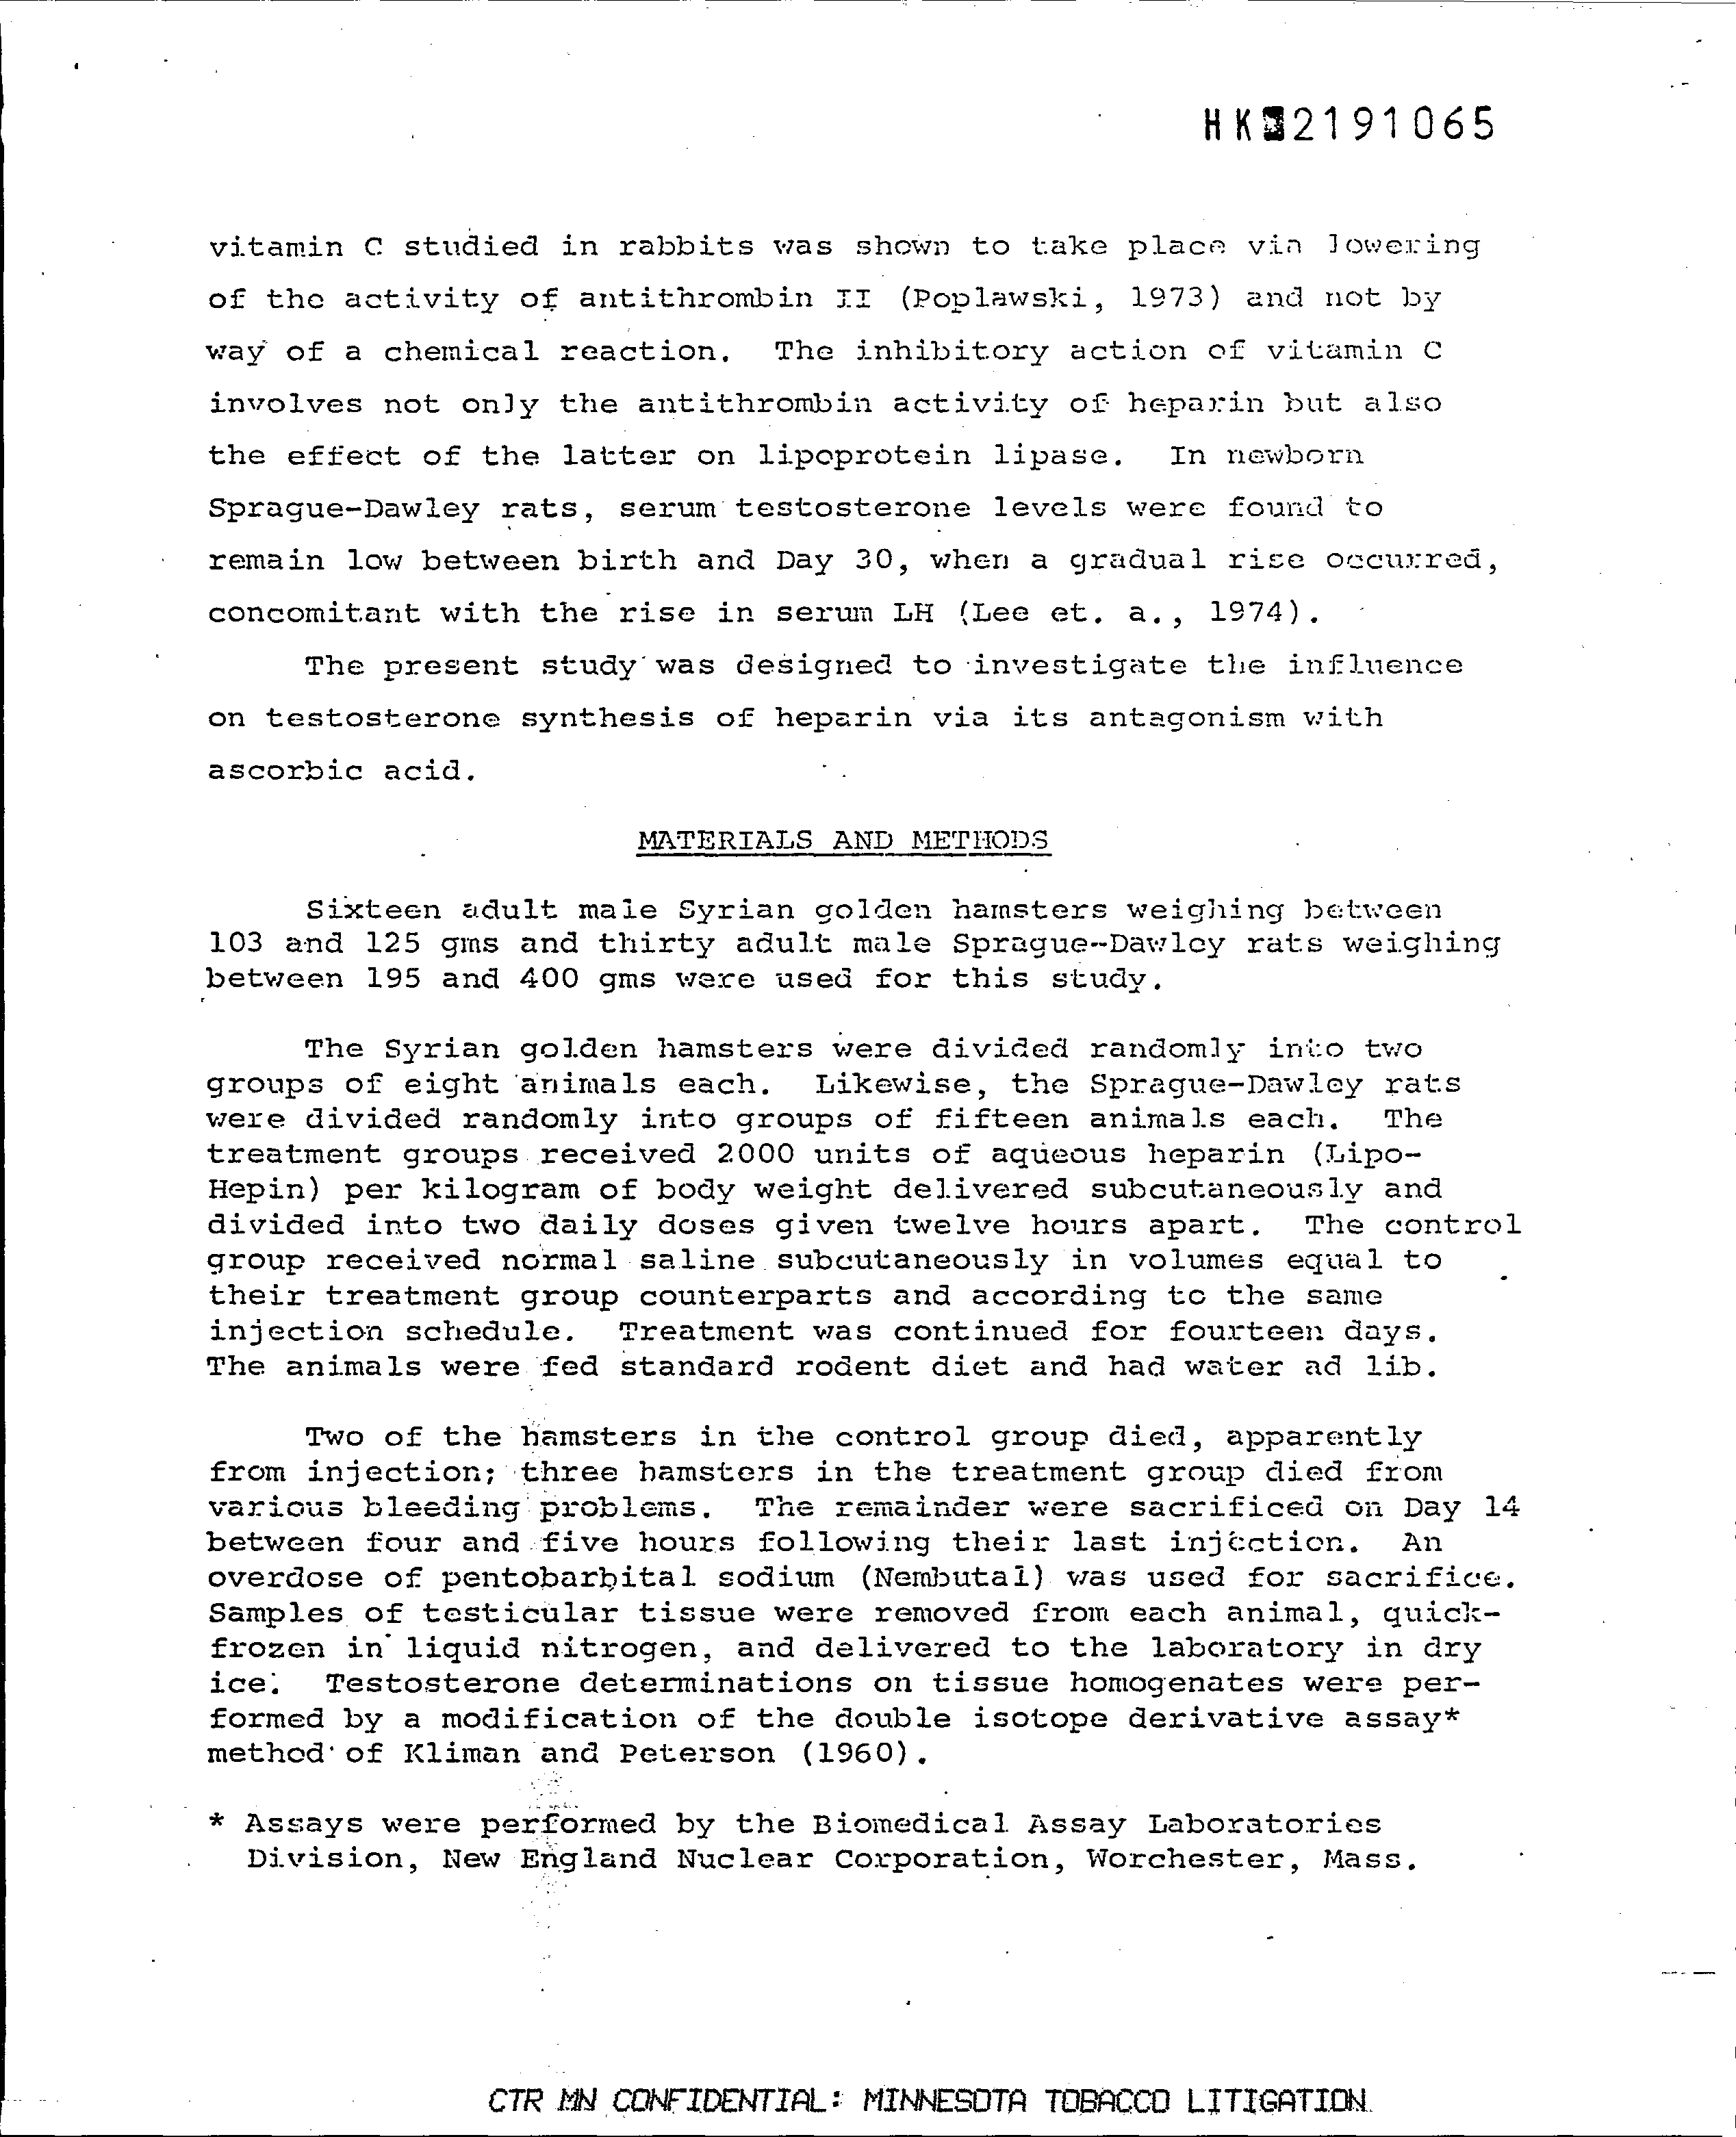 HK 2191065
vitamin C studied in rabbits was shown to take place via lowering
of the activity of antithrombin II (Poplawski, 1973) and not by
way of a chemical reaction. The inhibitory action of vitamin C
involves not only the antithrombin activity of heparin but also
the effect of the latter on lipoprotein lipase. In newborn
Sprague-Dawley rats, serum testosterone levels were found to
remain low between birth and Day 30, when a gradual rise occurred,
concomitant with the rise in serum LH (Lee et. a., 1974).
The present study was designed to investigate the influence
on testosterone synthesis of heparin via its antagonism with
ascorbic acid.
MATERIALS AND METHODS
Sixteen adult male Syrian golden hamsters weighing between
103 and 125 gms and thirty adult male Sprague-Dawley rats weighing
between 195 and 400 gms were used for this study.
The Syrian golden hamsters were divided randomly into two
groups of eight animals each. Likewise, the Sprague-Dawley rats
were divided randomly into groups of fifteen animals each. The
treatment groups received 2000 units of aqueous heparin (Lipo-
Hepin) per kilogram of body weight delivered subcutaneously and
divided into two daily doses given twelve hours apart. The control
group received normal saline subcutaneously in volumes equal to
their treatment group counterparts and according to the same
injection schedule. Treatment was continued for fourteen days.
The animals were fed standard rodent diet and had water ad lib.
Two of the hamsters in the control group died, apparently
from injection; three hamsters in the treatment group died from
various bleeding problems. The remainder were sacrificed on Day 14
between four and five hours following their last injection. An
overdose of pentobarbital sodium (Nembutal) was used for sacrifice.
Samples of testicular tissue were removed from each animal, quick-
frozen in liquid nitrogen, and delivered to the laboratory in dry
ice. Testosterone determinations on tissue homogenates were per-
formed by a modification of the double isotope derivative assay*
method of Kliman and Peterson (1960).
* Assays were performed by the Biomedical Assay Laboratories
Division, New England Nuclear Corporation, Worchester, Mass.
CTR MN CONFIDENTIAL: MINNESOTA TOBACCO LITIGATION